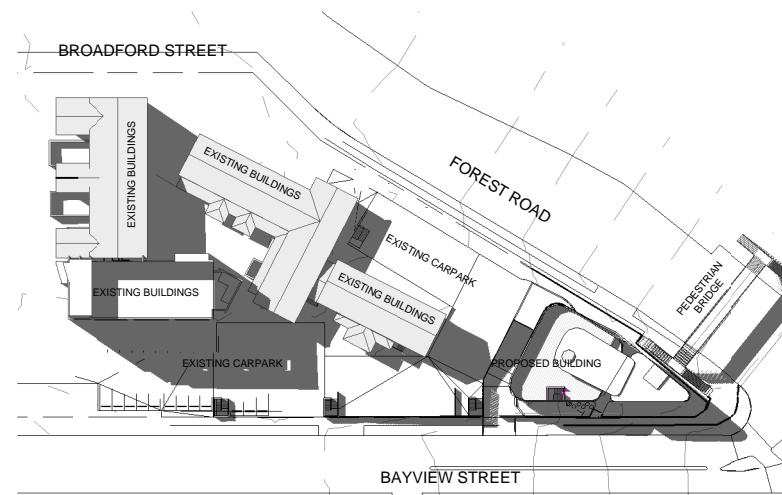 BROADFORD STREET
EXISTING BUILDINGS
EXISTING BUILDINGS
FOREST ROAD
EXISTING CARPARK
EXISTING BUILDINGS
EXISTING BUILDINGS
PEDESTRIAN
BRIDGE
EXISTING CARPARK
PROPOSED BUILDING
BAYVIEW STREET